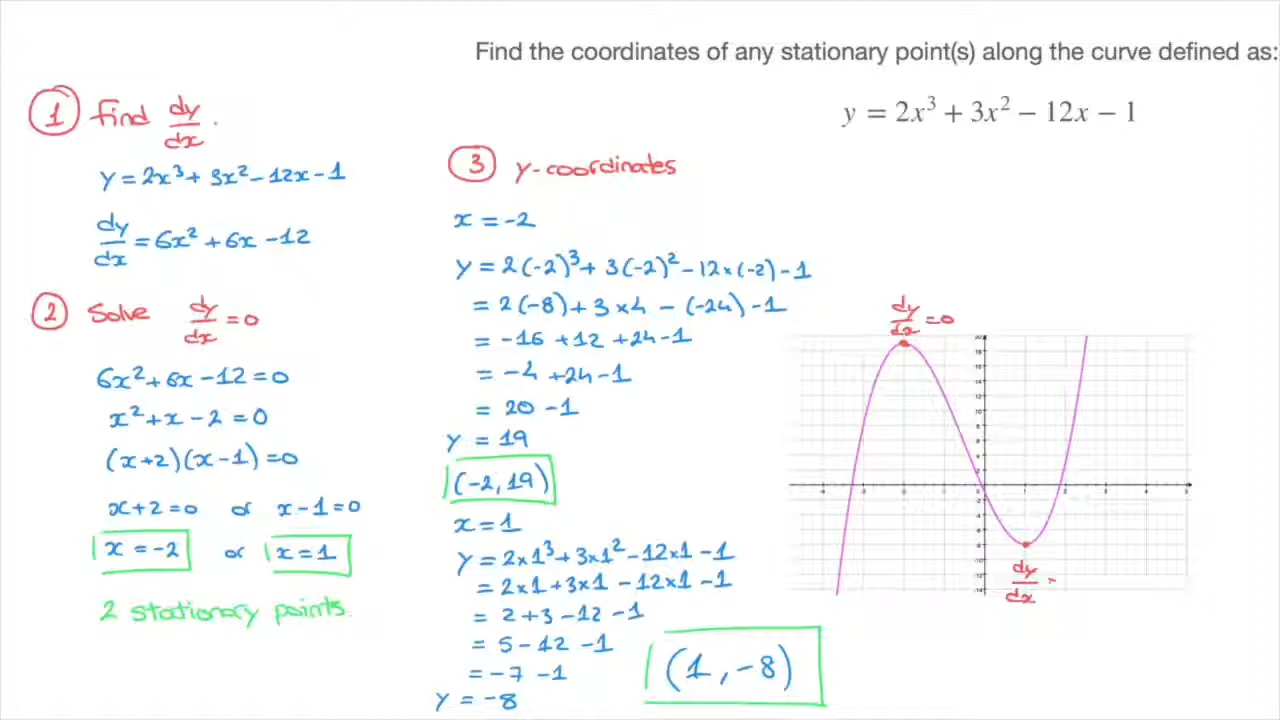 Find the coordinates of any stationary point(s) along the curve defined as:
y = 2x³ + 3x² − 12x − 1
① Find dy/dx.
y = 2x³ + 3x² − 12x − 1
dy/dx = 6x² + 6x − 12
② Solve dy/dx = 0
6x² + 6x − 12 = 0
x² + x − 2 = 0
(x+2)(x−1) = 0
x+2=0 or x−1=0
x = −2 or x = 1
2 stationary points.
③ y-coordinates
x = −2
y = 2(−2)³ + 3(−2)² − 12×(−2) − 1
= 2(−8) + 3×4 − (−24) − 1
= −16 + 12 + 24 − 1
= −4 + 24 − 1
= 20 − 1
y = 19
(−2, 19)
x = 1
y = 2×1³ + 3×1² − 12×1 − 1
= 2×1 + 3×1 − 12×1 − 1
= 2 + 3 − 12 − 1
= 5 − 12 − 1
= −7 − 1
y = −8
(1, −8)
dy/dx = 0
dy/dx